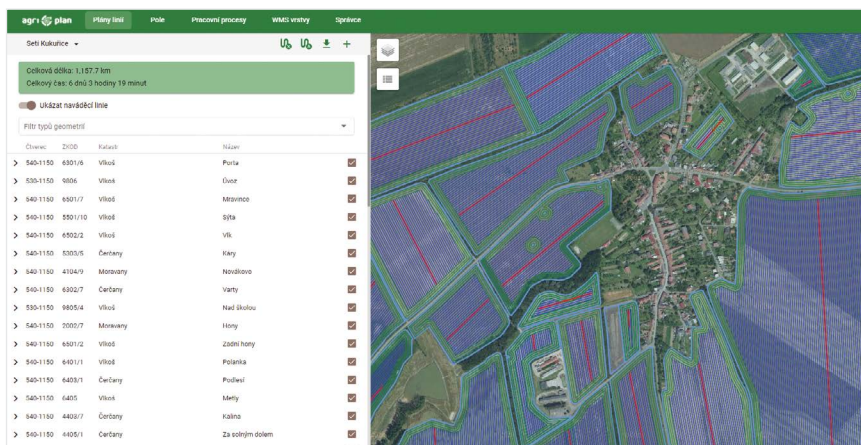 agri plan Plány linií Pole Pracovní procesy WMS vrstvy Správce
Setí Kukuřice
Celková délka: 1,157.7 km
Celkový čas: 6 dnů 3 hodiny 19 minut
Ukázat naváděcí linie
Filtr typů geometrií
Čtverec ZKOD Katastr Název
540-1150 6301/6 Vlkoš Porta
530-1150 9806 Vlkoš Úvoz
540-1150 6501/7 Vlkoš Mravince
540-1150 5501/10 Vlkoš Sýta
540-1150 6502/2 Vlkoš Vlk
540-1150 5303/5 Čerčany Kary
540-1150 4104/9 Moravany Novákovo
540-1150 6302/7 Čerčany Varty
530-1150 9805/4 Vlkoš Nad školou
540-1150 2002/7 Moravany Hony
540-1150 6501/2 Vlkoš Zadní hony
540-1150 6401/1 Vlkoš Polanka
540-1150 6403/1 Čerčany Podlesí
540-1150 6405 Vlkoš Metly
540-1150 4403/7 Čerčany Kalina
540-1150 4405/1 Čerčany Za solným dolem